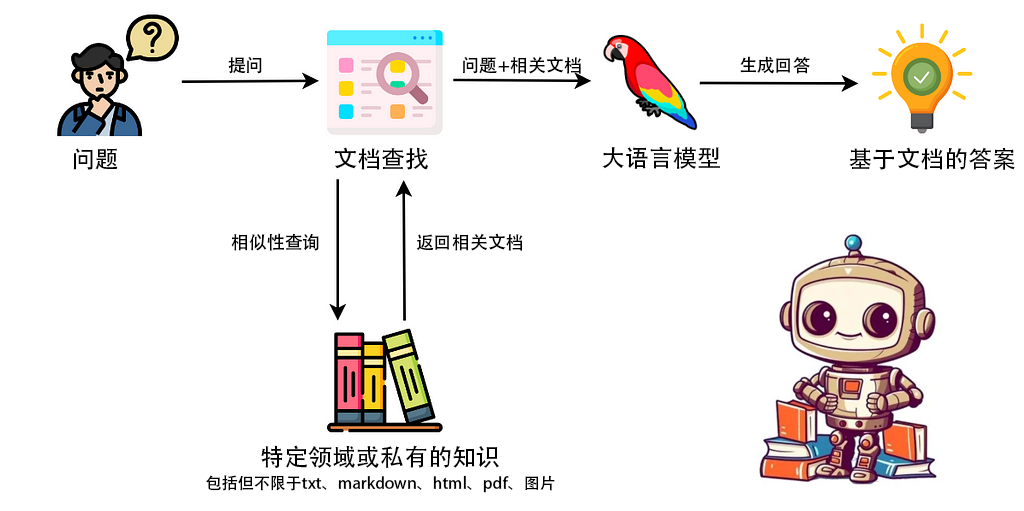 提问
问题+相关文档
生成回答
问题
文档查找
大语言模型
基于文档的答案
相似性查询
返回相关文档
特定领域或私有的知识
包括但不限于txt、markdown、html、pdf、图片